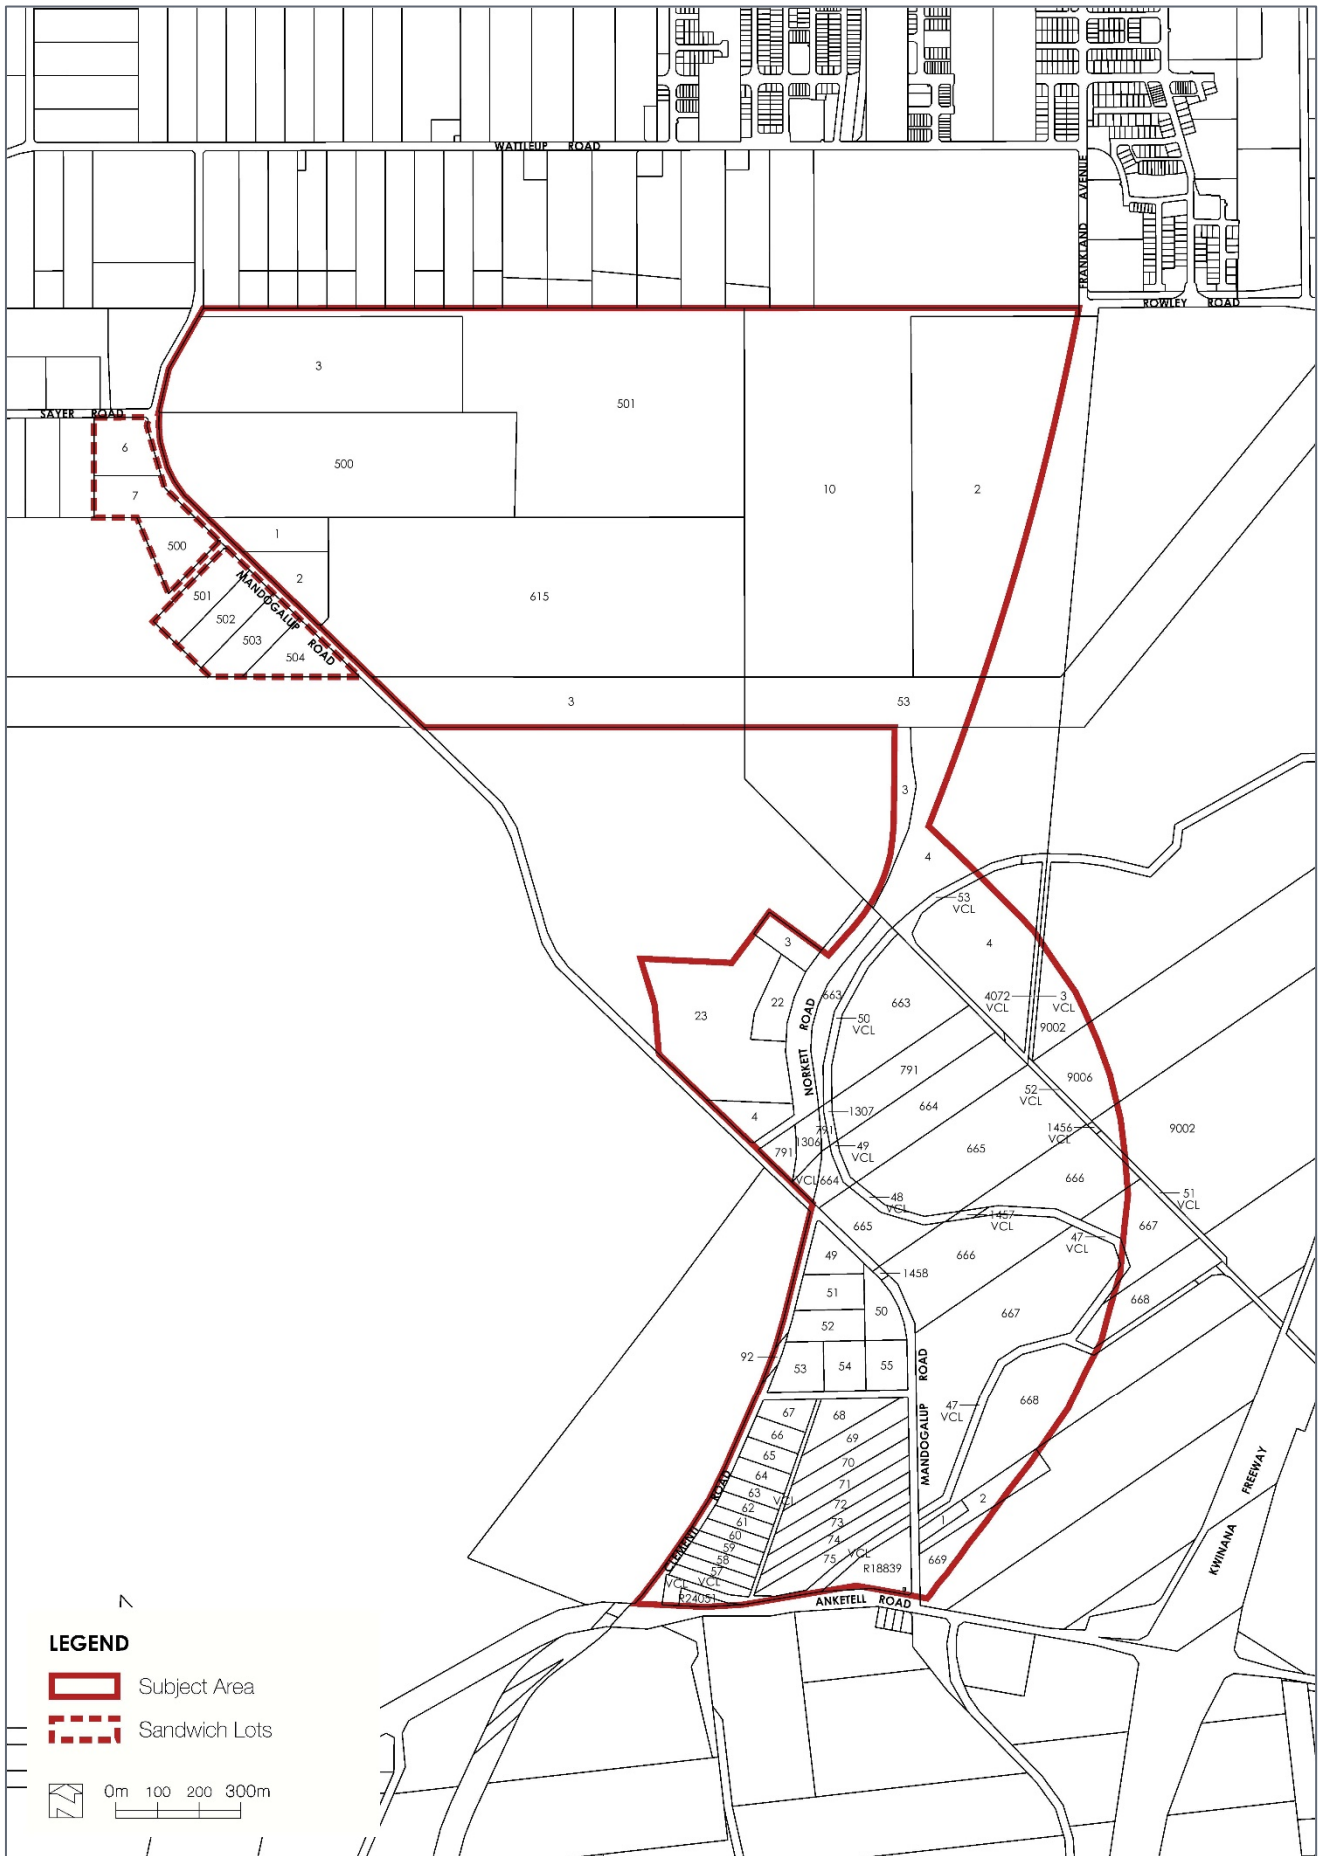 WATTLEUP ROAD
FRANKLAND AVENUE
ROWLEY ROAD
3
501
SAYER ROAD
6
500
7
10
2
1
500
2
MANDOGALUP ROAD
501
615
502
503
504
3
53
3
4
53
VCL
3
4
4072
VCL
3
VCL
663
663
22
23
50
VCL
NORKETT ROAD
9002
791
9006
52
VCL
664
1307
4
1456
VCL
9002
791
1306
49
VCL
665
791
666
VCL
664
51
VCL
48
VCL
1457
VCL
665
667
47
VCL
666
49
1458
51
668
50
667
52
92
53
54
55
ROAD
668
47
VCL
67
68
66
69
MANDOGALUP
65
70
64
71
ROAD
63
VCL
72
2
62
61
73
1
60
74
59
58
75
VCL
669
57
R18839
CLEMENTI
VCL
VCL
R24051
ANKETELL ROAD
KWINANA FREEWAY
LEGEND
Subject Area
Sandwich Lots
0m 100 200 300m